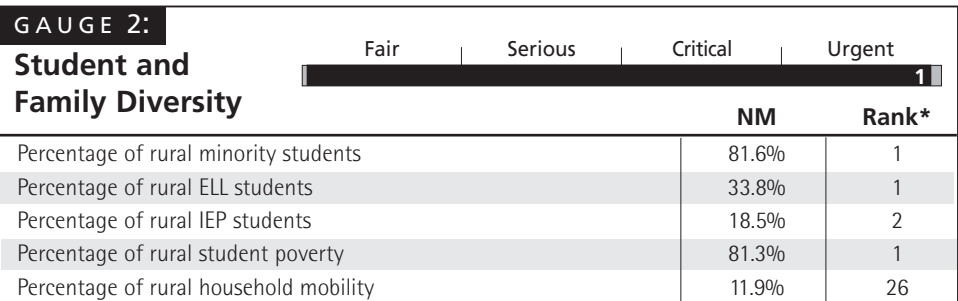 GAUGE 2:
Student and
Family Diversity
Fair Serious Critical Urgent
1
NM Rank*
Percentage of rural minority students 81.6% 1
Percentage of rural ELL students 33.8% 1
Percentage of rural IEP students 18.5% 2
Percentage of rural student poverty 81.3% 1
Percentage of rural household mobility 11.9% 26